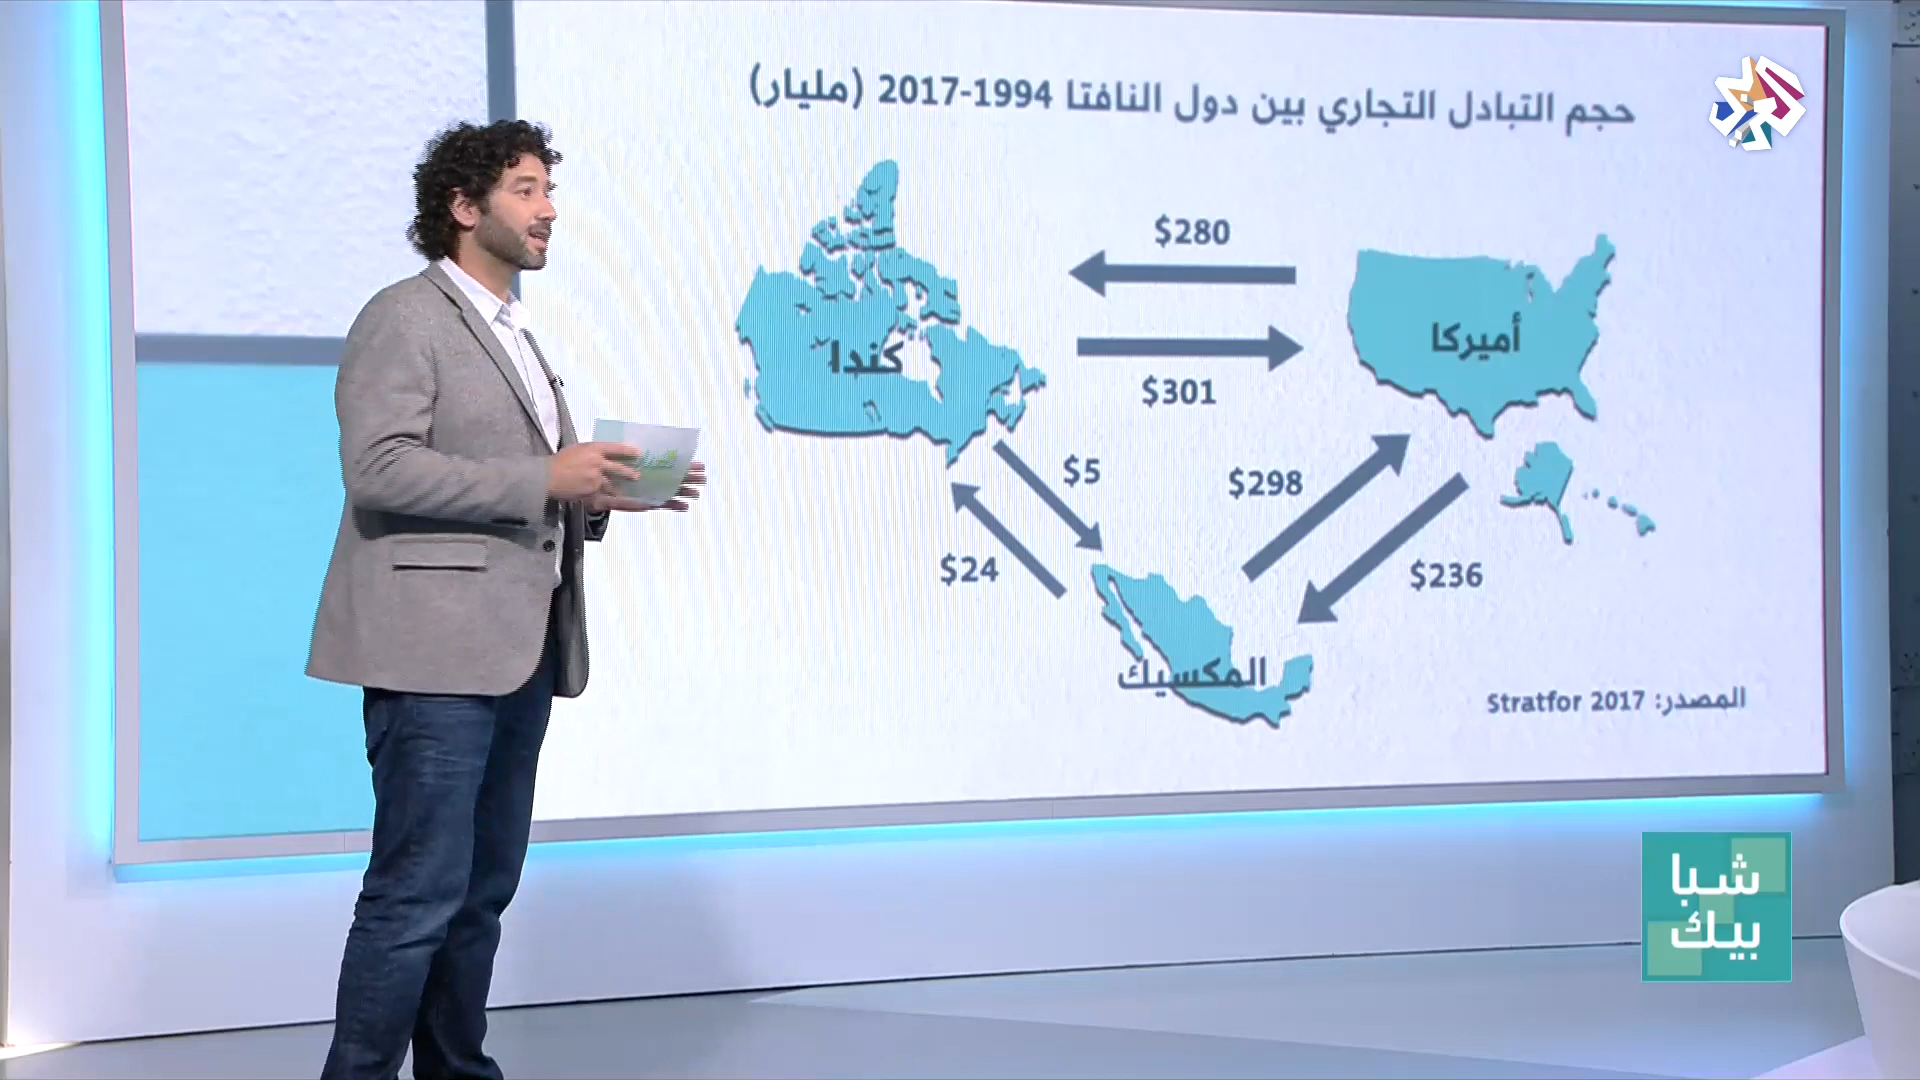 حجم التبادل التجاري بين دول النافتا 1994-2017 (مليار)
$280
كندا
أميركا
$301
$5
$298
$24
$236
المكسيك
المصدر: Stratfor 2017
شبا
بيك